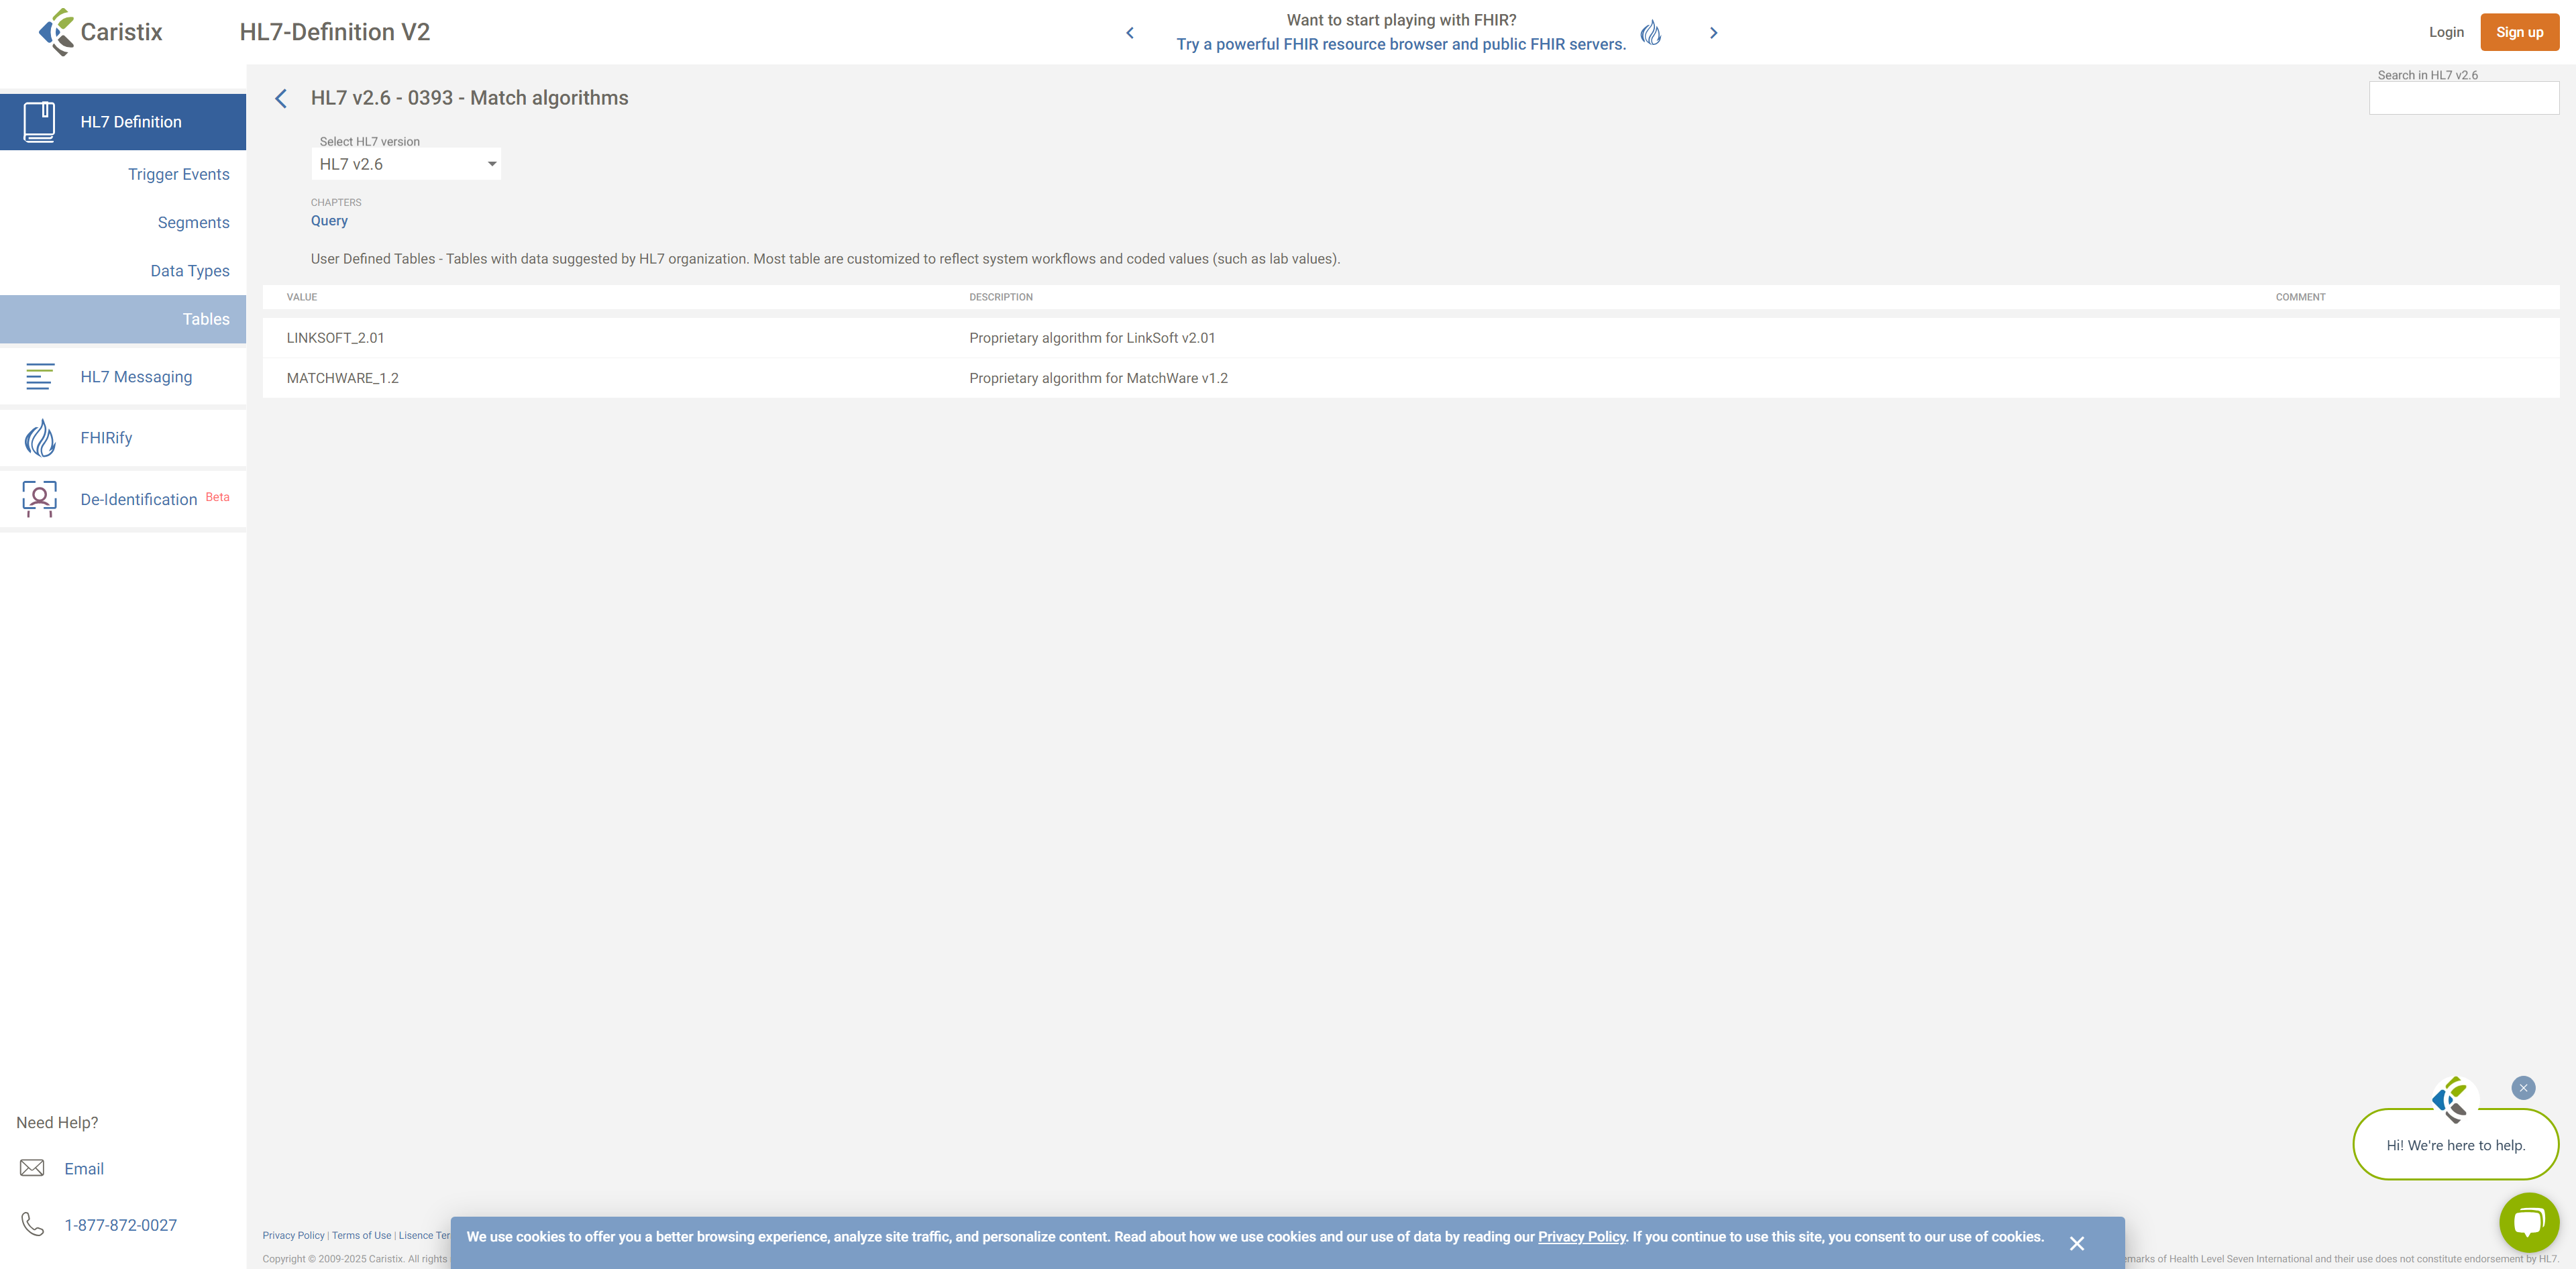 Caristix
HL7-Definition V2
Want to start playing with FHIR?
Try a powerful FHIR resource browser and public FHIR servers.
Login
Sign up
HL7 Definition
Trigger Events
Segments
Data Types
Tables
HL7 Messaging
FHIRify
De-Identification Beta
Need Help?
Email
1-877-872-0027
HL7 v2.6 - 0393 - Match algorithms
Search in HL7 v2.6
Select HL7 version
HL7 v2.6
CHAPTERS
Query
User Defined Tables - Tables with data suggested by HL7 organization. Most table are customized to reflect system workflows and coded values (such as lab values).
VALUE DESCRIPTION COMMENT
LINKSOFT_2.01 Proprietary algorithm for LinkSoft v2.01
MATCHWARE_1.2 Proprietary algorithm for MatchWare v1.2
Hi! We're here to help.
Privacy Policy | Terms of Use | Lisence Ter
We use cookies to offer you a better browsing experience, analyze site traffic, and personalize content. Read about how we use cookies and our use of data by reading our Privacy Policy. If you continue to use this site, you consent to our use of cookies.
Copyright © 2009-2025 Caristix. All rights
emarks of Health Level Seven International and their use does not constitute endorsement by HL7.